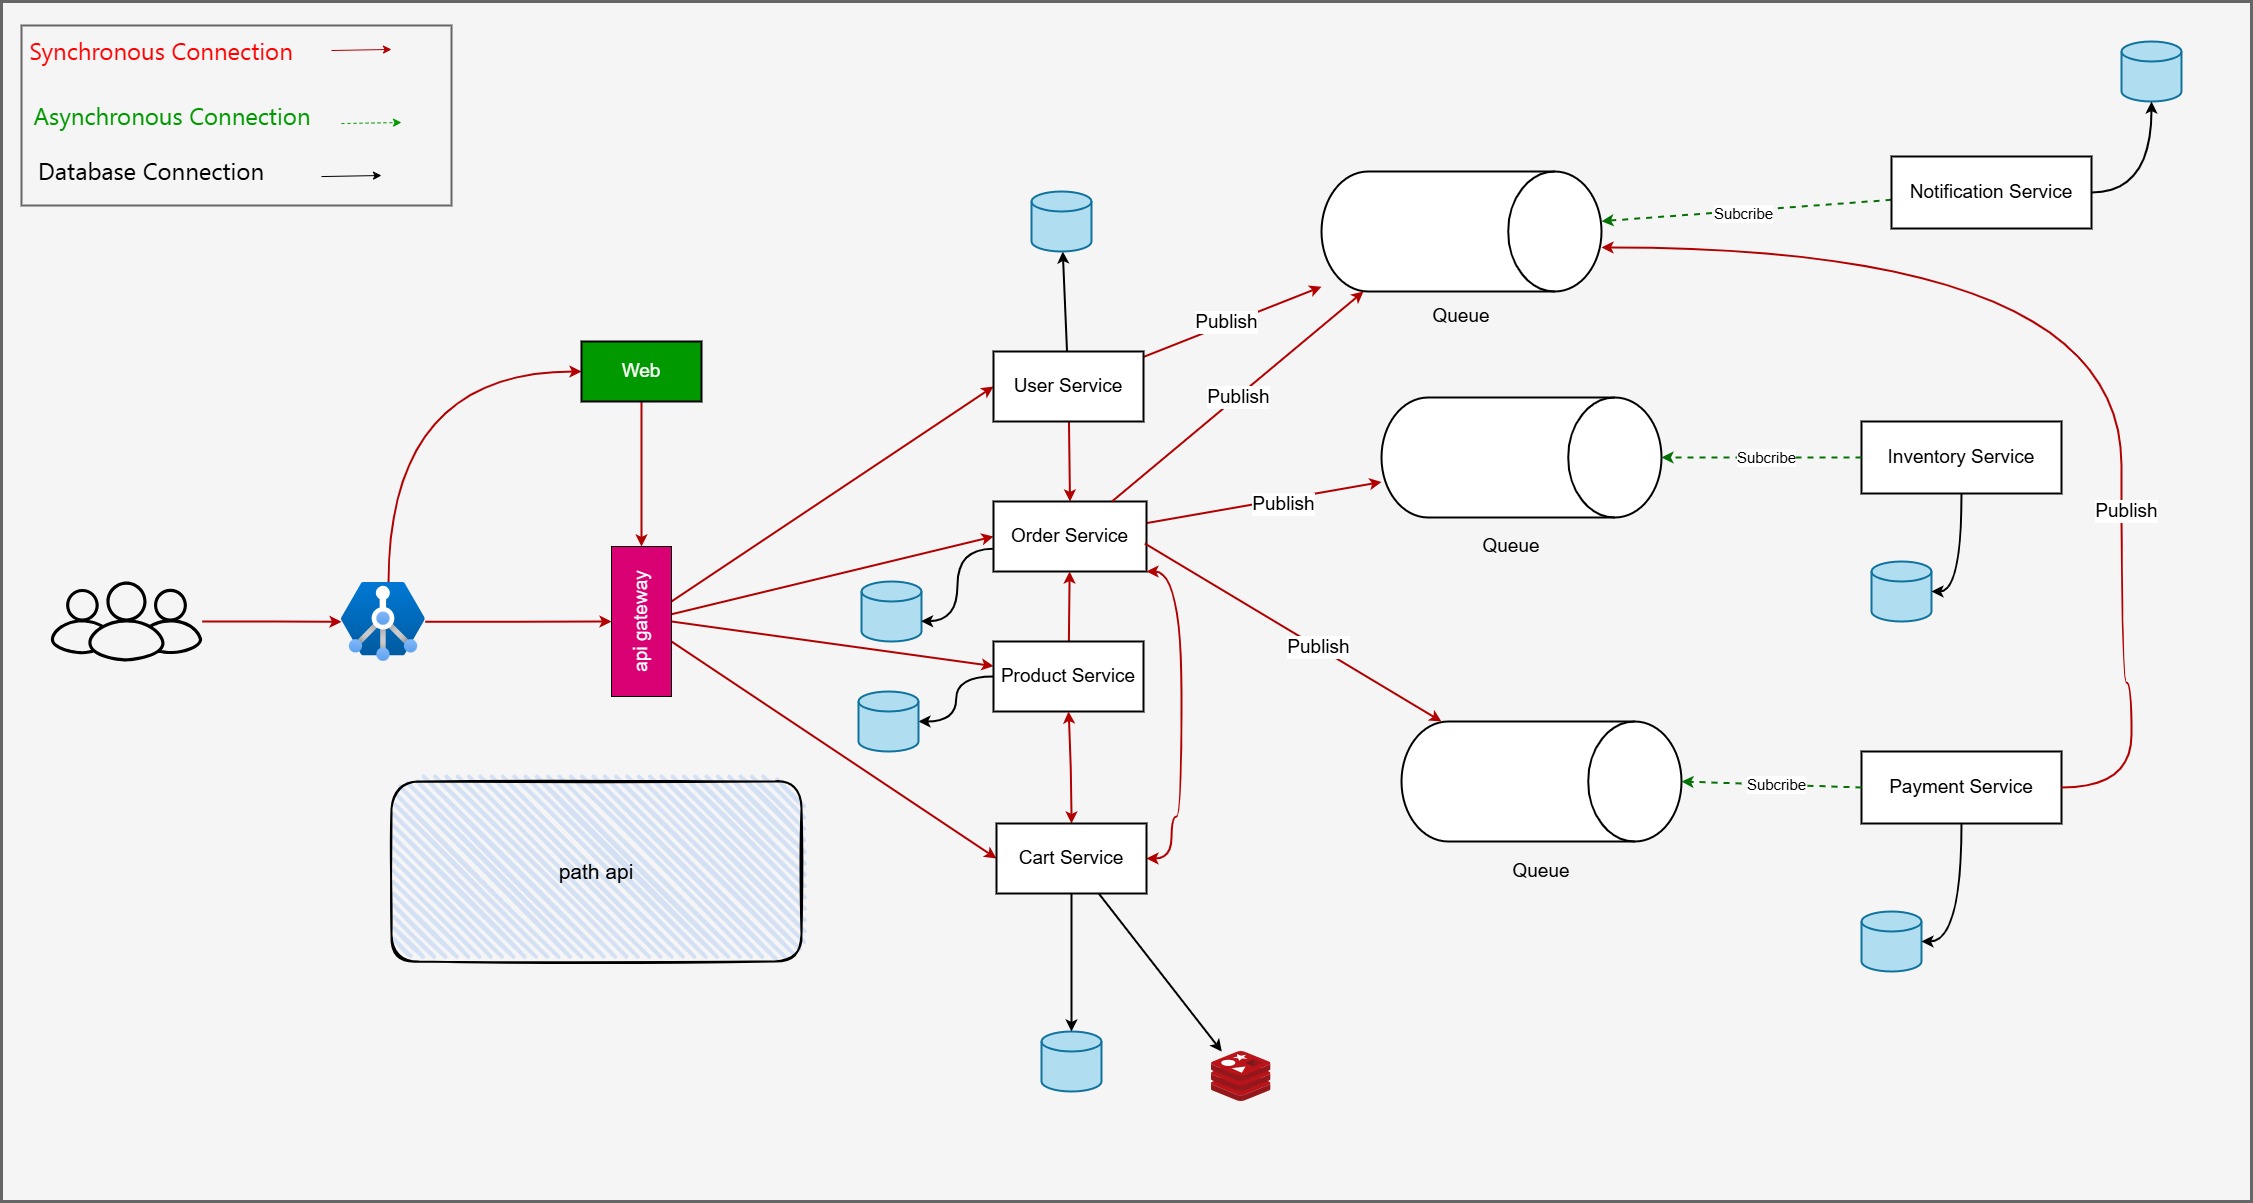 Synchronous Connection
Asynchronous Connection
Database Connection
Notification Service
Subcribe
Queue
Publish
Web
User Service
Publish
Inventory Service
Subcribe
Publish
Publish
Order Service
Queue
api gateway
Publish
Product Service
Payment Service
Subcribe
Cart Service
path api
Queue